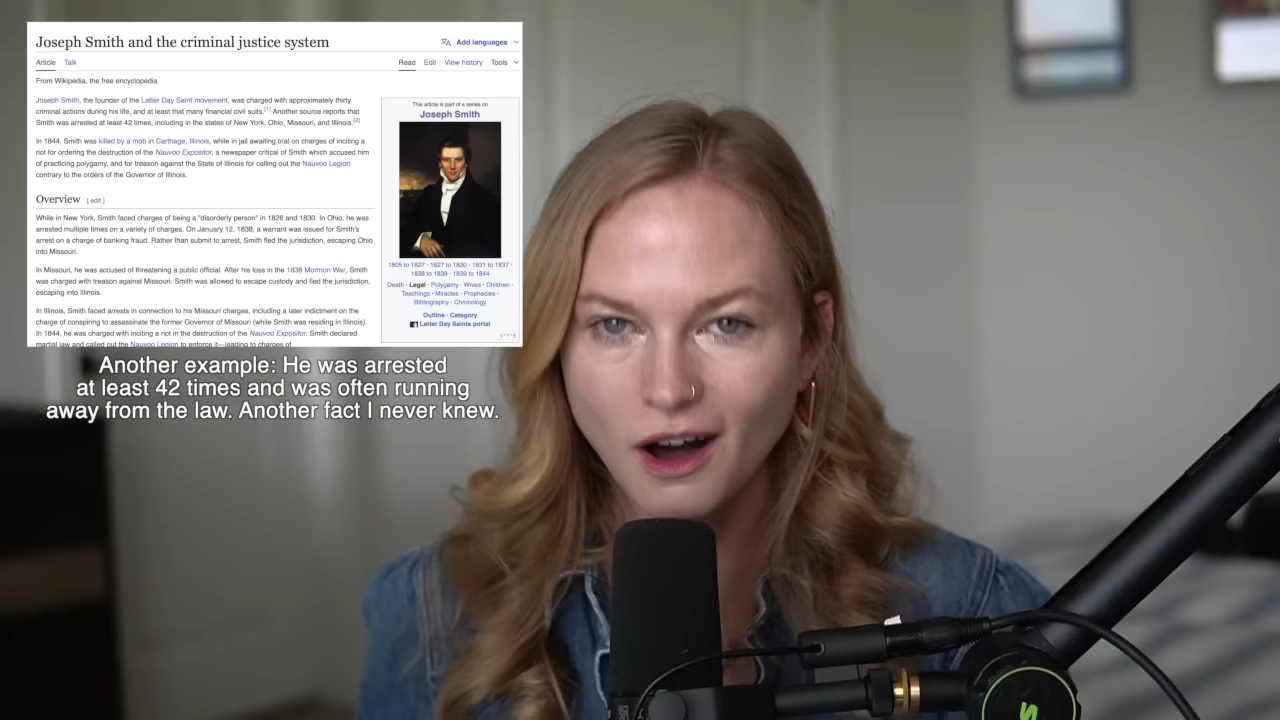 Joseph Smith and the criminal justice system
Add languages
Article Talk
Read Edit View history Tools
From Wikipedia, the free encyclopedia
Joseph Smith, the founder of the Latter Day Saint movement, was charged with approximately thirty
criminal actions during his life, and at least that many financial civil suits.[1] Another source reports that
Smith was arrested at least 42 times, including in the states of New York, Ohio, Missouri, and Illinois.[2]
In 1844, Smith was killed by a mob in Carthage, Illinois, while in jail awaiting trial on charges of inciting a
riot for ordering the destruction of the Nauvoo Expositor, a newspaper critical of Smith which accused him
of practicing polygamy, and for treason against the State of Illinois for calling out the Nauvoo Legion
contrary to the orders of the Governor of Illinois.
Overview [ edit ]
While in New York, Smith faced charges of being a "disorderly person" in 1826 and 1830. In Ohio, he was
arrested multiple times on a variety of charges. On January 12, 1838, a warrant was issued for Smith's
arrest on a charge of banking fraud. Rather than submit to arrest, Smith fled the jurisdiction, escaping Ohio
into Missouri.
In Missouri, he was accused of threatening a public official. After his loss in the 1838 Mormon War, Smith
was charged with treason against Missouri. Smith was allowed to escape custody and fled the jurisdiction,
escaping into Illinois.
In Illinois, Smith faced arrests in connection to his Missouri charges, including a later indictment on the
charge of conspiring to assassinate the former Governor of Missouri (while Smith was residing in Illinois).
In 1844, he was charged with inciting a riot in the destruction of the Nauvoo Expositor. Smith declared
martial law and called out the Nauvoo Legion to enforce it—leading to charges of
This article is part of a series on
Joseph Smith
1805 to 1827 · 1827 to 1830 · 1831 to 1837 ·
1838 to 1839 · 1839 to 1844
Death · Legal · Polygamy · Wives · Children ·
Teachings · Miracles · Prophecies ·
Bibliography · Chronology
Outline · Category
Latter Day Saints portal
V · T · E
Another example: He was arrested
at least 42 times and was often running
away from the law. Another fact I never knew.